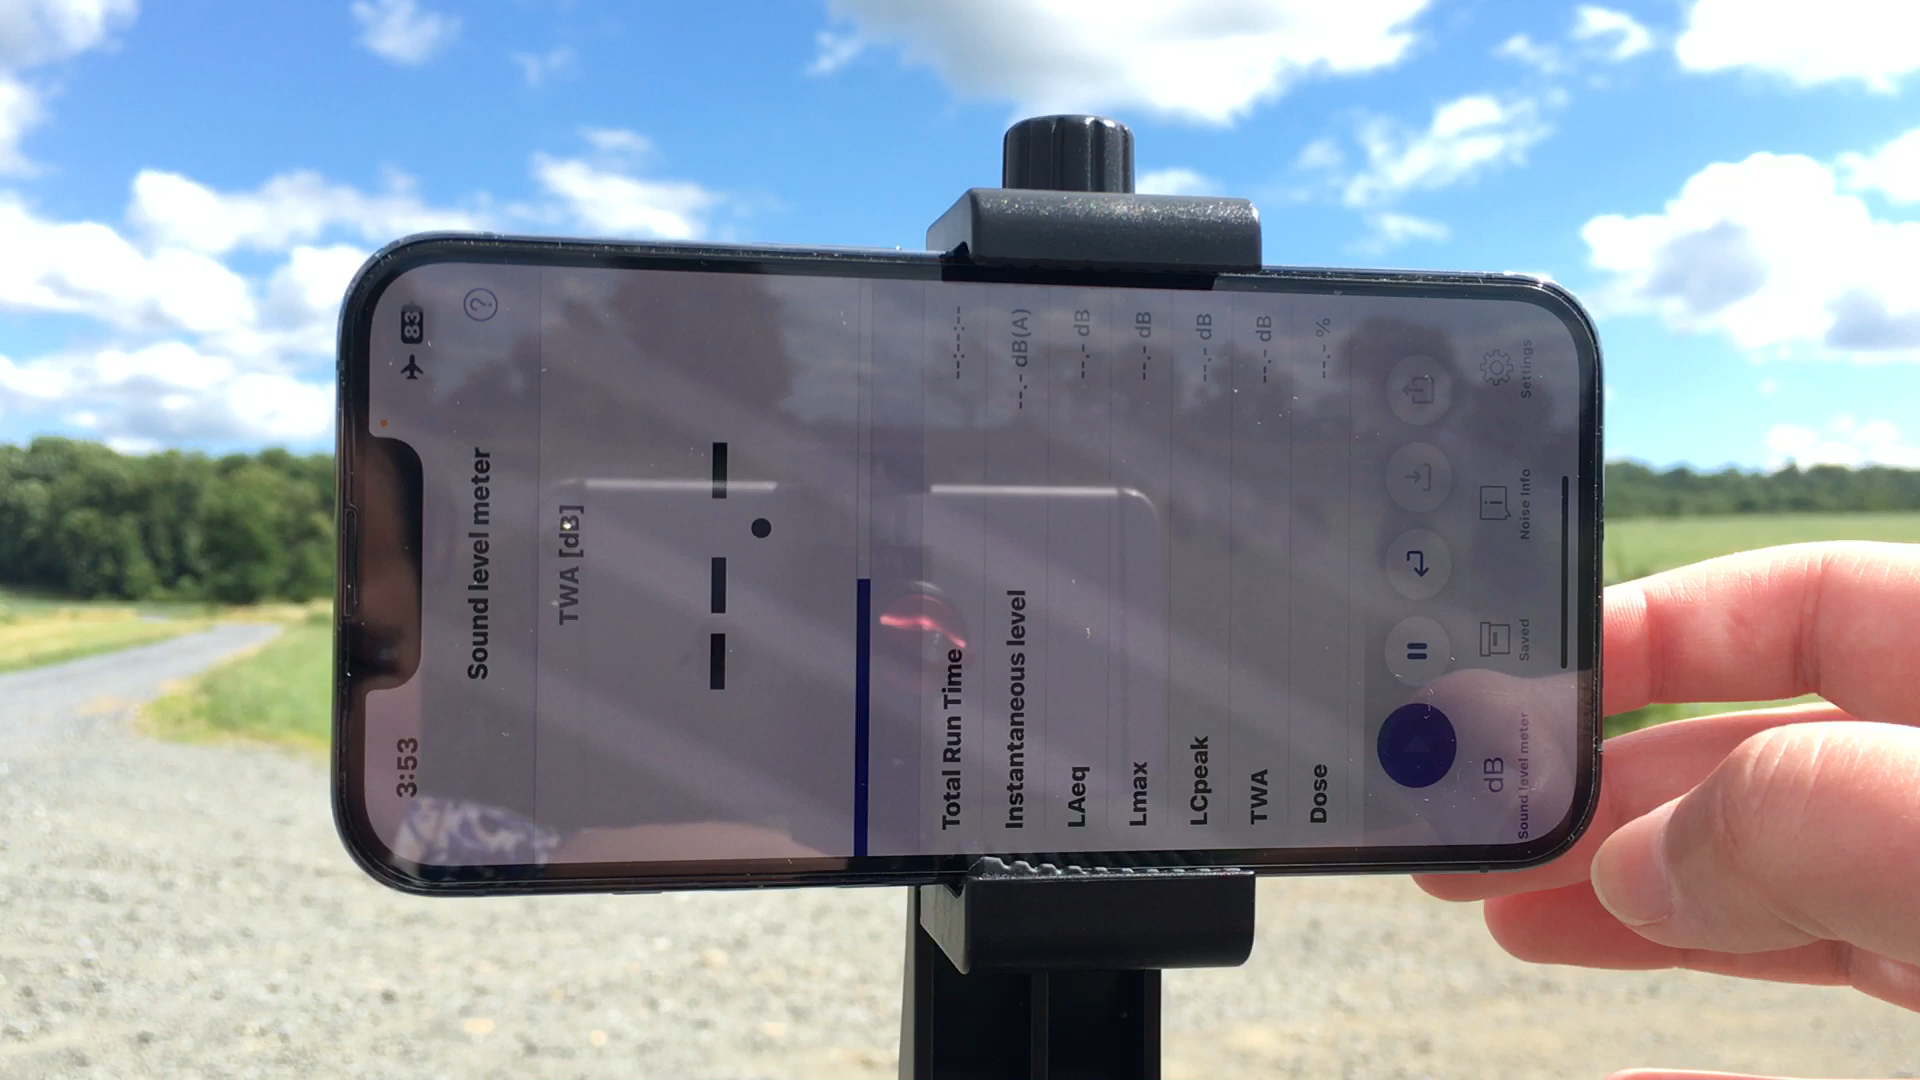 3:53
83
Sound level meter
?
TWA [dB]
--.-
Total Run Time --:--:--
Instantaneous level --.- dB(A)
LAeq --.- dB
Lmax --.- dB
LCpeak --.- dB
TWA --.- dB
Dose --.- %
dB
Sound level meter
Saved
Noise Info
Settings